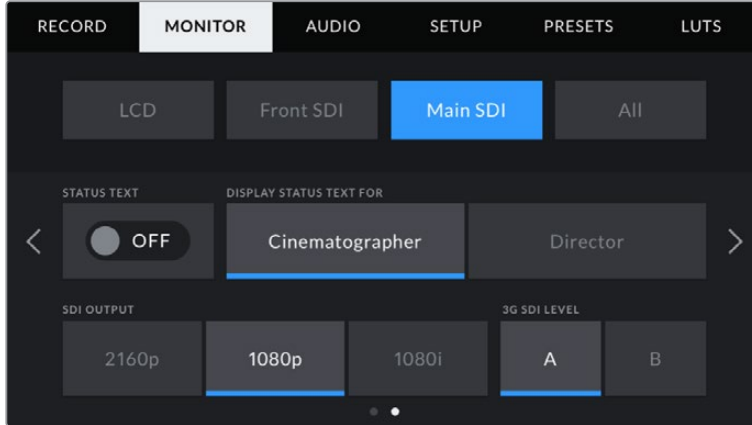 RECORD MONITOR AUDIO SETUP PRESETS LUTS
LCD Front SDI Main SDI All
STATUS TEXT DISPLAY STATUS TEXT FOR
OFF Cinematographer Director
SDI OUTPUT 3G SDI LEVEL
2160p 1080p 1080i A B